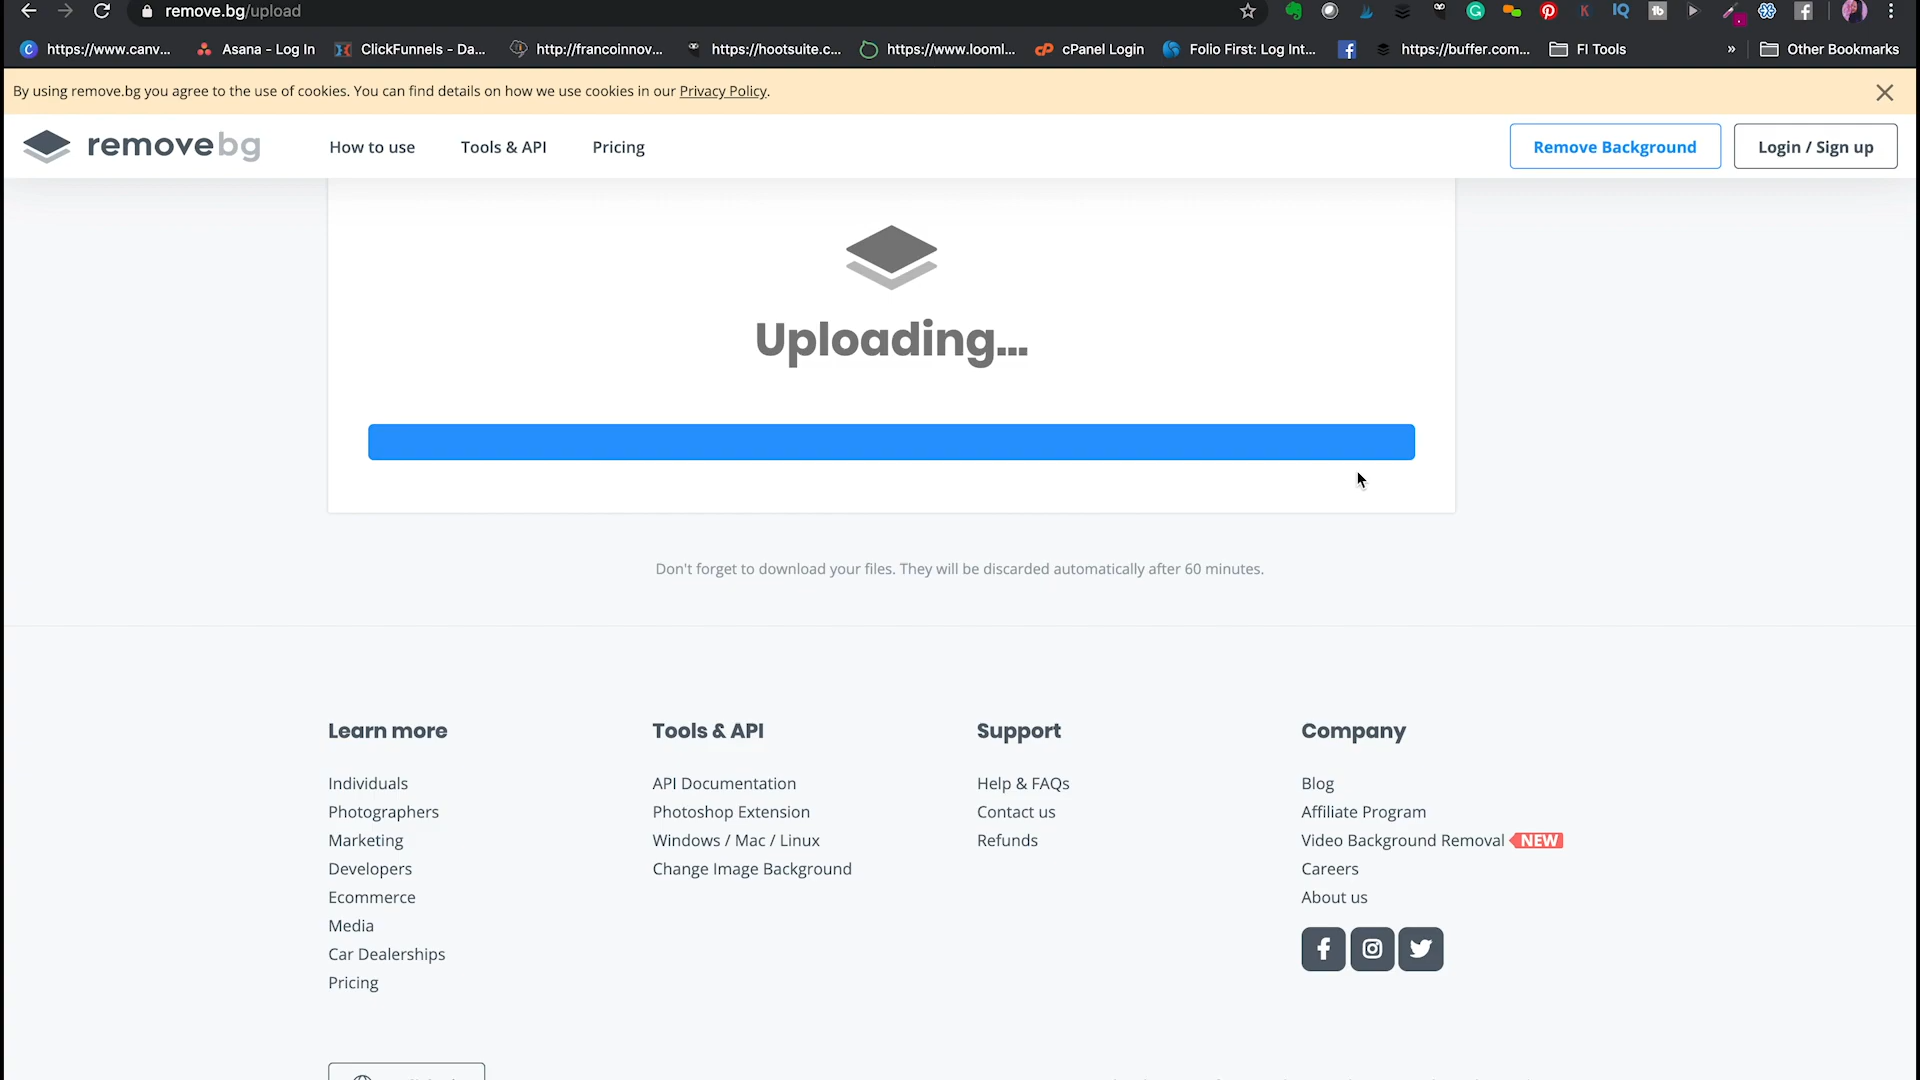 remove.bg/upload
https://www.canv... Asana - Log In ClickFunnels - Da... http://francoinnov... https://hootsuite.c... https://www.looml... cPanel Login Folio First: Log Int... https://buffer.com... FI Tools » Other Bookmarks
By using remove.bg you agree to the use of cookies. You can find details on how we use cookies in our Privacy Policy.
removebg How to use Tools & API Pricing Remove Background Login / Sign up
Uploading...
Don't forget to download your files. They will be discarded automatically after 60 minutes.
Learn more
Individuals
Photographers
Marketing
Developers
Ecommerce
Media
Car Dealerships
Pricing
Tools & API
API Documentation
Photoshop Extension
Windows / Mac / Linux
Change Image Background
Support
Help & FAQs
Contact us
Refunds
Company
Blog
Affiliate Program
Video Background Removal NEW
Careers
About us